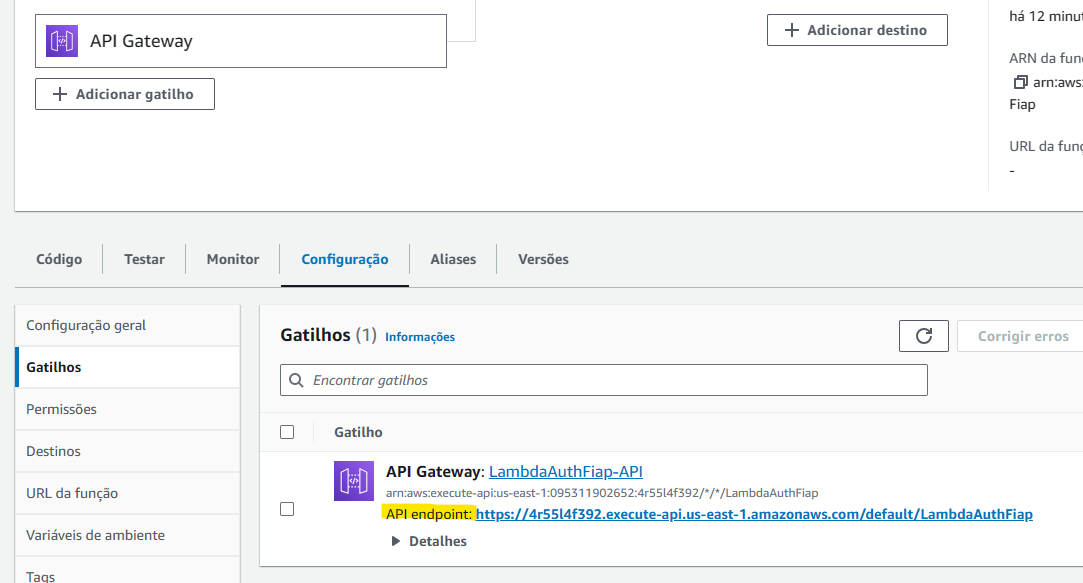 API Gateway
+ Adicionar destino
+ Adicionar gatilho
há 12
ARN da
arn:aws:
Fiap
URL da
-
Código
Testar
Monitor
Configuração
Aliases
Versões
Configuração geral
Gatilhos
Permissões
Destinos
URL da função
Variáveis de ambiente
Tags
Gatilhos (1) Informações
Corrigir erros
Encontrar gatilhos
Gatilho
API Gateway: LambdaAuthFiap-API
arn:aws:execute-api:us-east-1:095311902652:4r55l4f392/*/*/LambdaAuthFiap
API endpoint: https://4r55l4f392.execute-api.us-east-1.amazonaws.com/default/LambdaAuthFiap
Detalhes